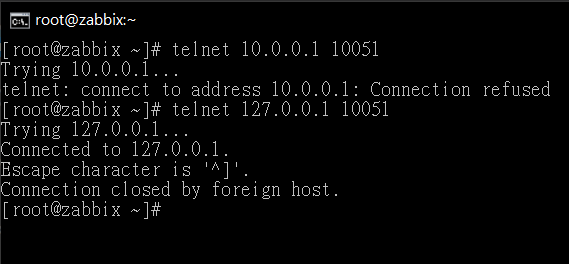 C:\. root@zabbix:~
[root@zabbix ~]# telnet 10.0.0.1 10051
Trying 10.0.0.1...
telnet: connect to address 10.0.0.1: Connection refused
[root@zabbix ~]# telnet 127.0.0.1 10051
Trying 127.0.0.1...
Connected to 127.0.0.1.
Escape character is '^]'.
Connection closed by foreign host.
[root@zabbix ~]#